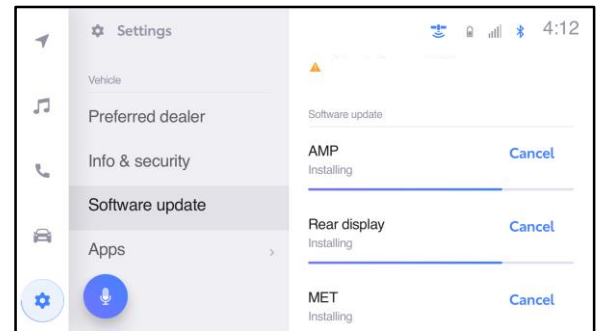 Settings
4:12
Vehicle
Preferred dealer
Info & security
Software update
Apps
Software update
AMP
Cancel
Installing
Rear display
Cancel
Installing
MET
Cancel
Installing